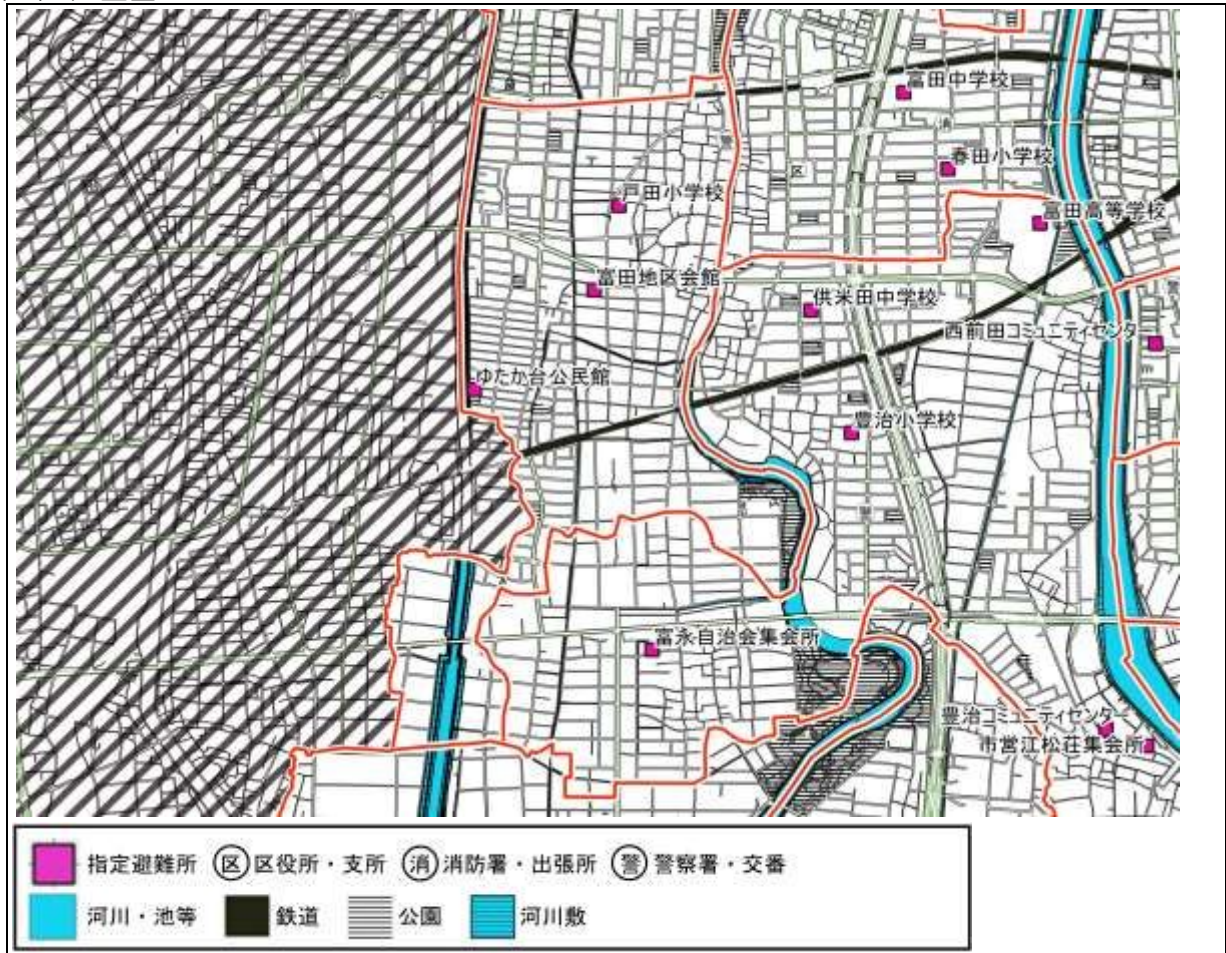 富田中学校
消
春田小学校
区
戸田小学校
富田高等学校
富田地区会館
供米田中学校
西前田コミュニティセンター
ゆたか台公民館
豊治小学校
富永自治会集会所
豊治コミュニティセンター
市営江松荘集会所
指定避難所 区 区役所・支所 消 消防署・出張所 警 警察署・交番
河川・池等 鉄道 公園 河川敷